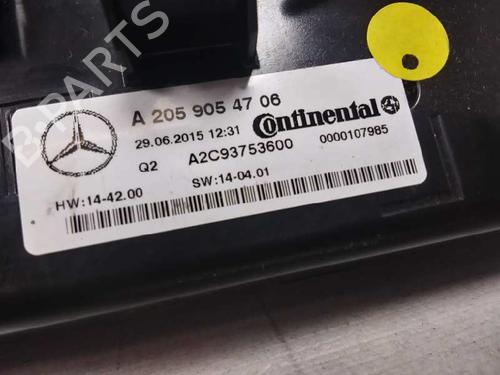 A 205 905 47 06
29.06.2015 12:31 Continental
Q2 A2C93753600 0000107985
HW:14-42.00 SW:14-04.01
B-PARTS